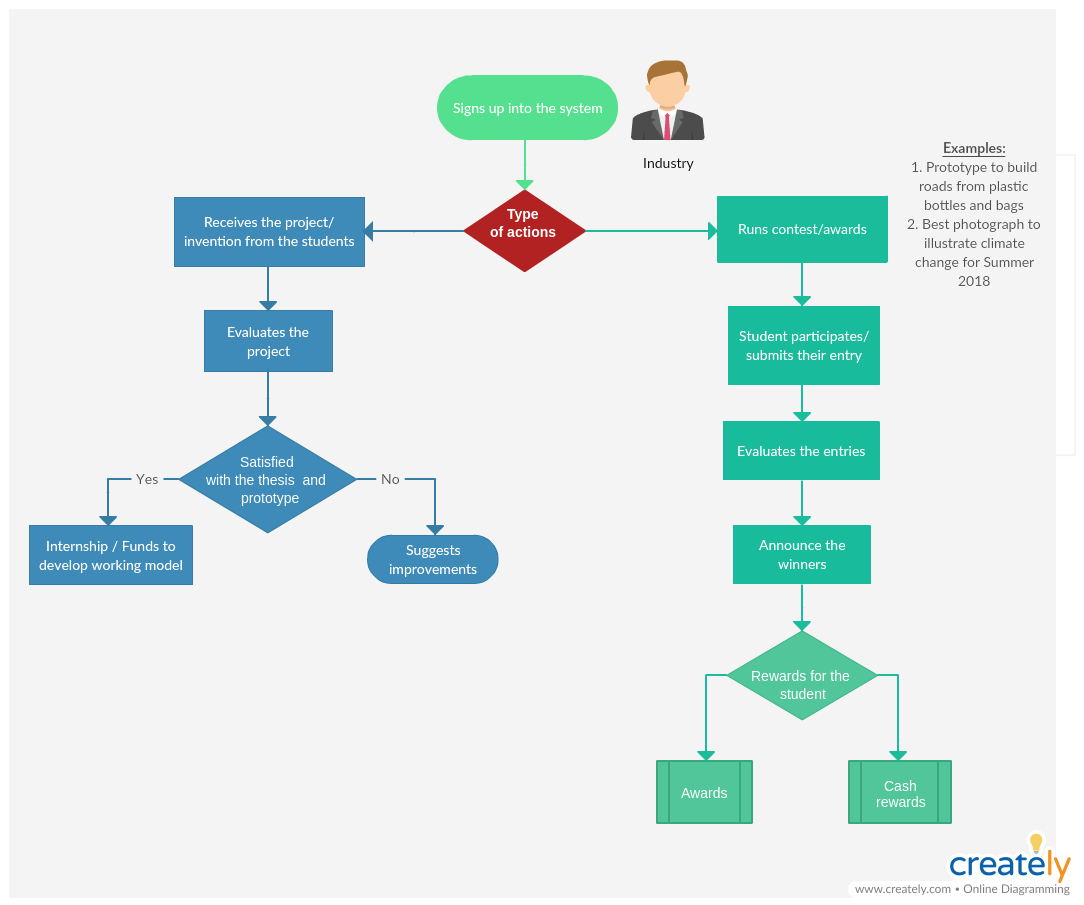 Signs up into the system
Industry
Type
of actions
Receives the project/
invention from the students
Evaluates the
project
Satisfied
with the thesis and
prototype
Yes
No
Internship / Funds to
develop working model
Suggests
improvements
Runs contest/awards
Examples:
1. Prototype to build
roads from plastic
bottles and bags
2. Best photograph to
illustrate climate
change for Summer
2018
Student participates/
submits their entry
Evaluates the entries
Announce the
winners
Rewards for the
student
Awards
Cash
rewards
creately
www.creately.com • Online Diagramming